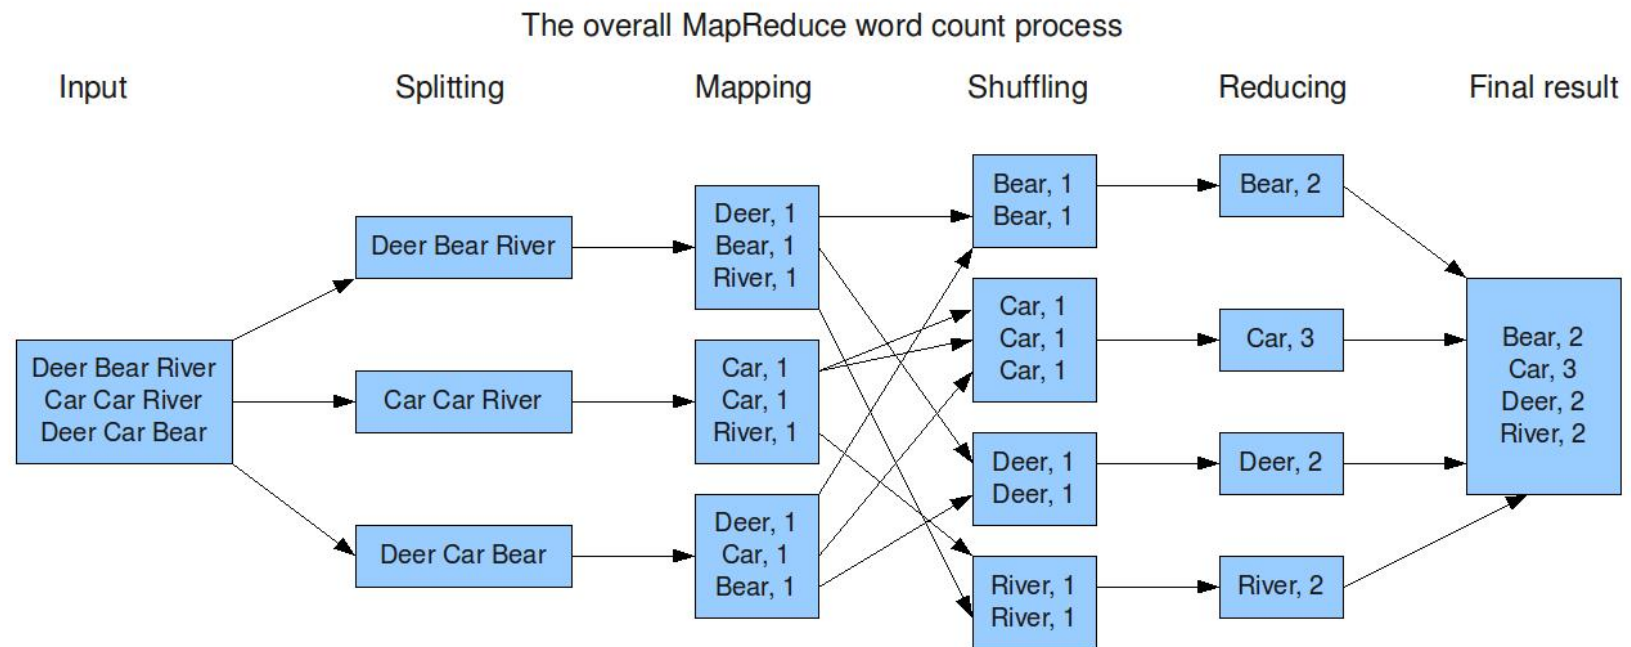 The overall MapReduce word count process
Input
Splitting
Mapping
Shuffling
Reducing
Final result
Deer Bear River
Car Car River
Deer Car Bear
Deer Bear River
Car Car River
Deer Car Bear
Deer, 1
Bear, 1
River, 1
Car, 1
Car, 1
River, 1
Deer, 1
Car, 1
Bear, 1
Bear, 1
Bear, 1
Car, 1
Car, 1
Car, 1
Deer, 1
Deer, 1
River, 1
River, 1
Bear, 2
Car, 3
Deer, 2
River, 2
Bear, 2
Car, 3
Deer, 2
River, 2